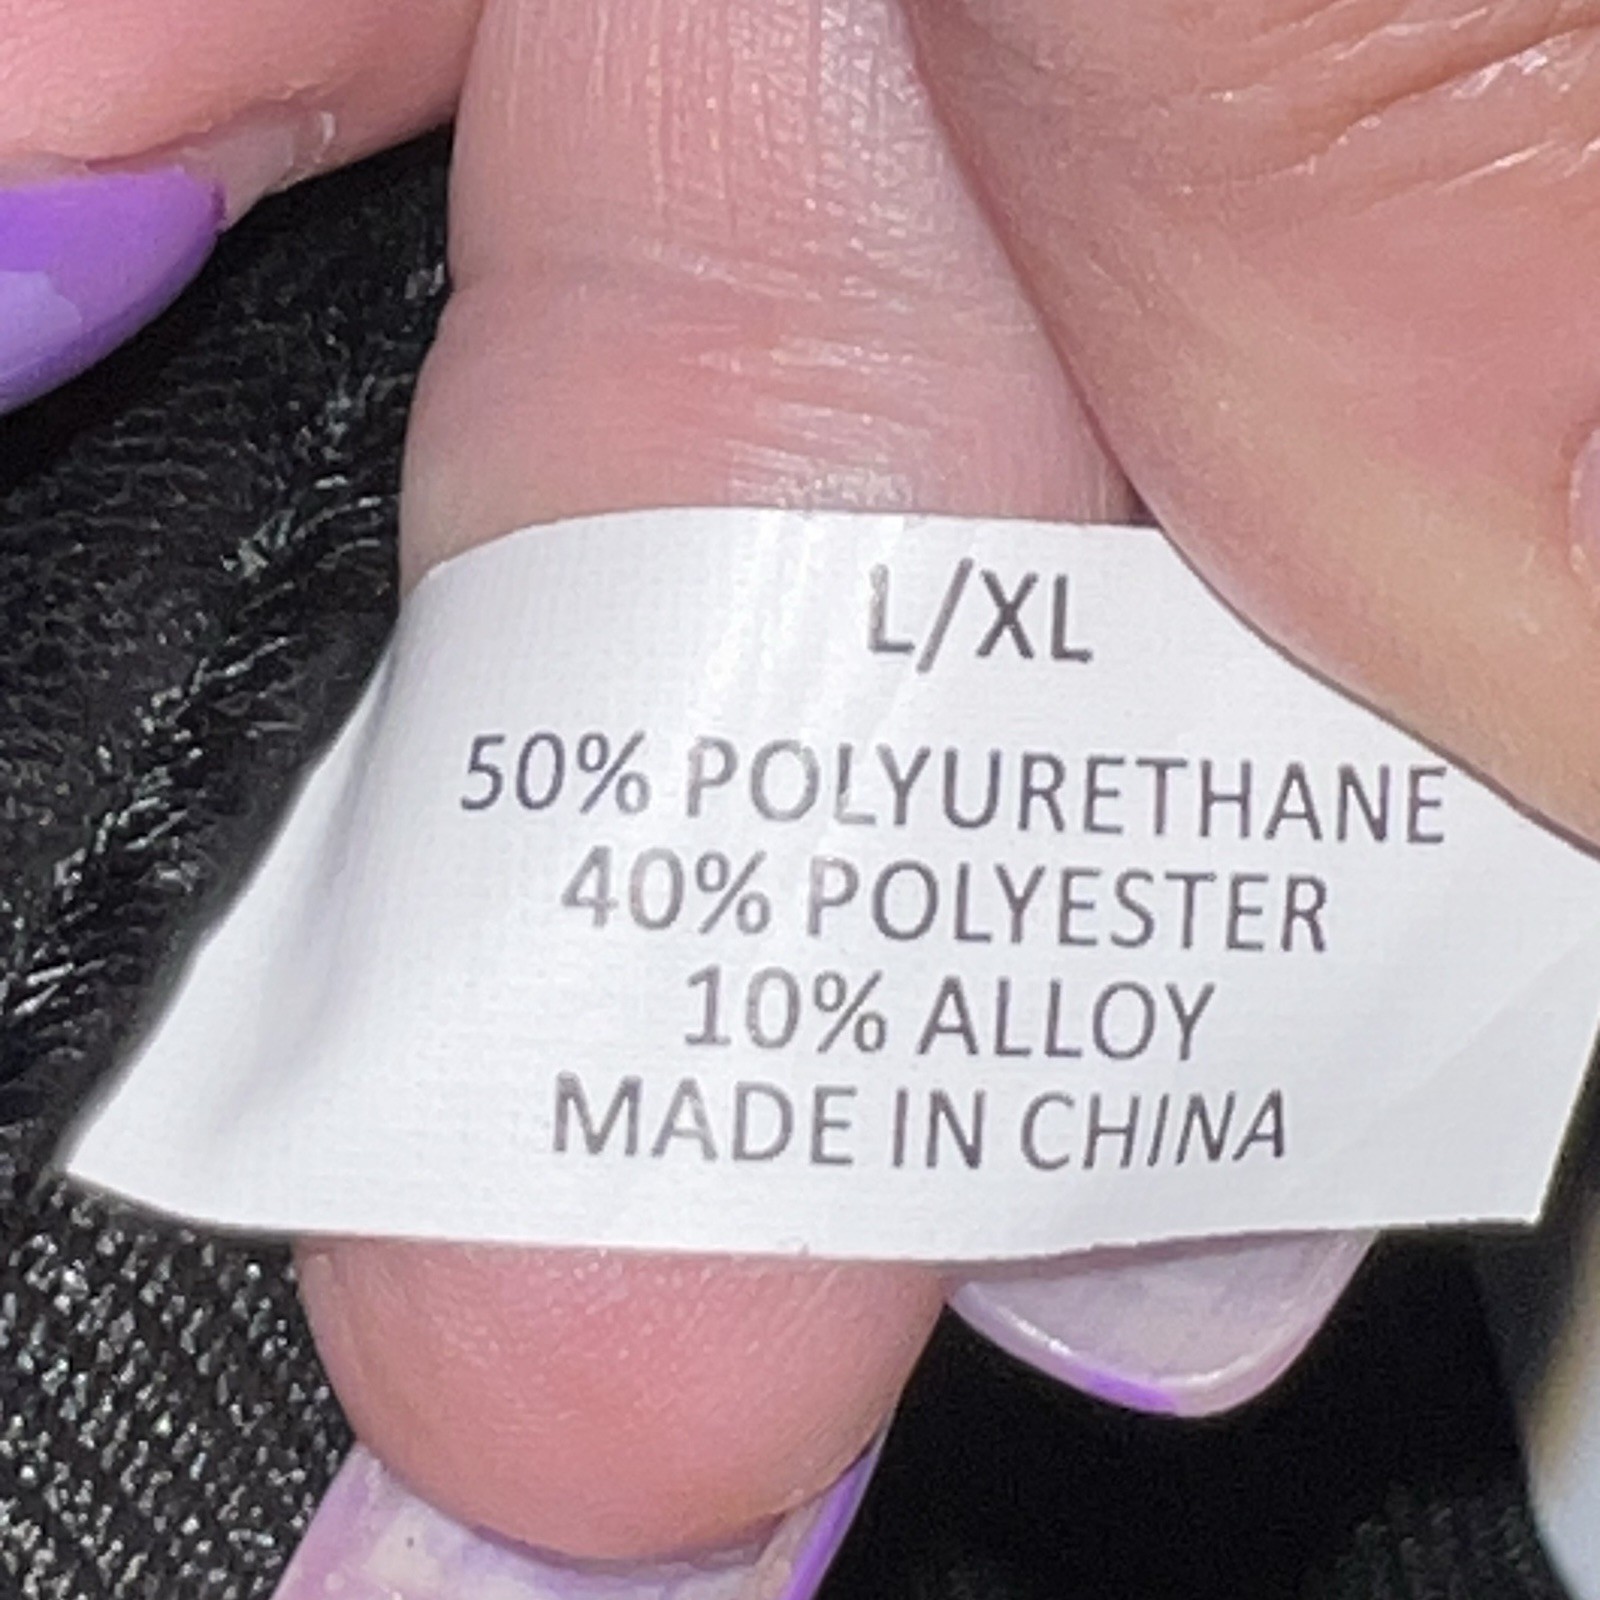 L/XL
50% POLYURETHANE
40% POLYESTER
10% ALLOY
MADE IN CHINA